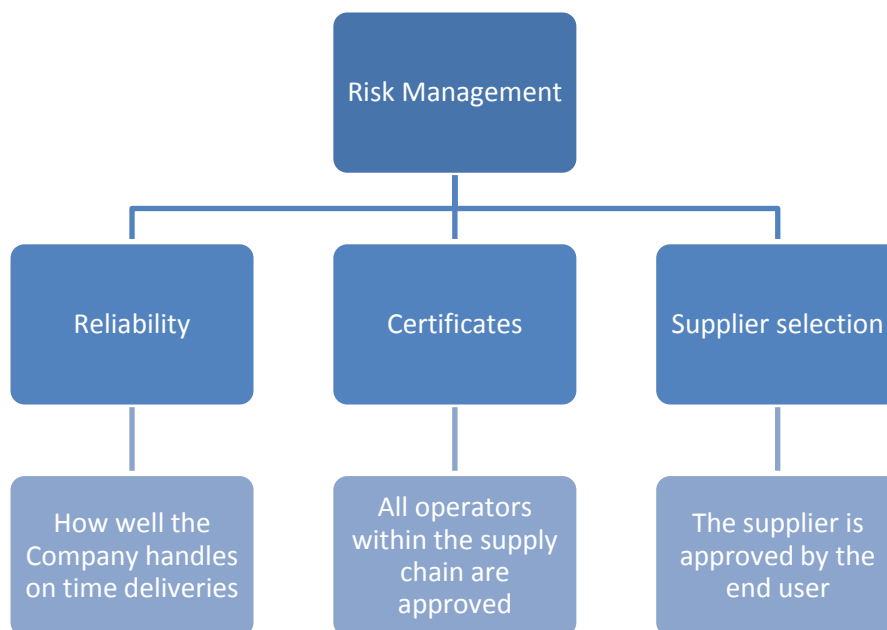 Risk Management
Reliability
Certificates
Supplier selection
How well the
Company handles
on time deliveries
All operators
within the supply
chain are
approved
The supplier is
approved by the
end user